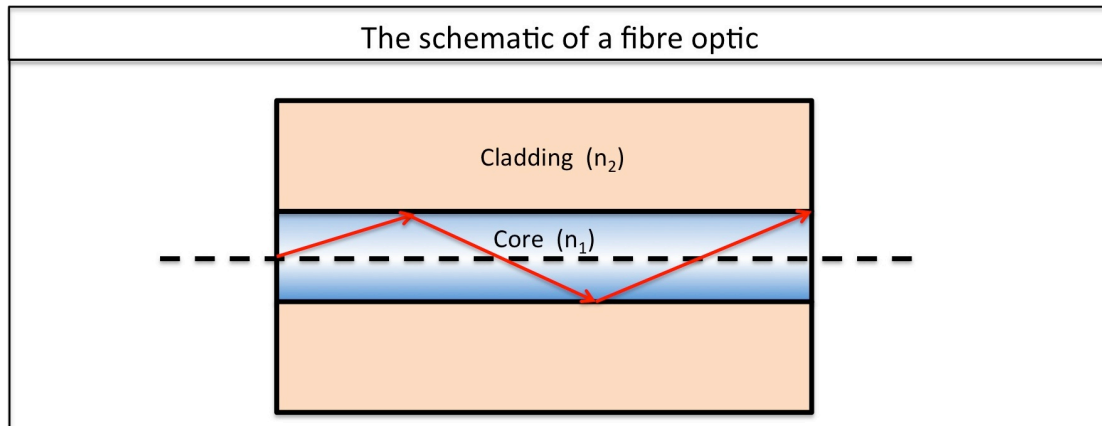 The schematic of a fibre optic
Cladding (n₂)
Core (n₁)